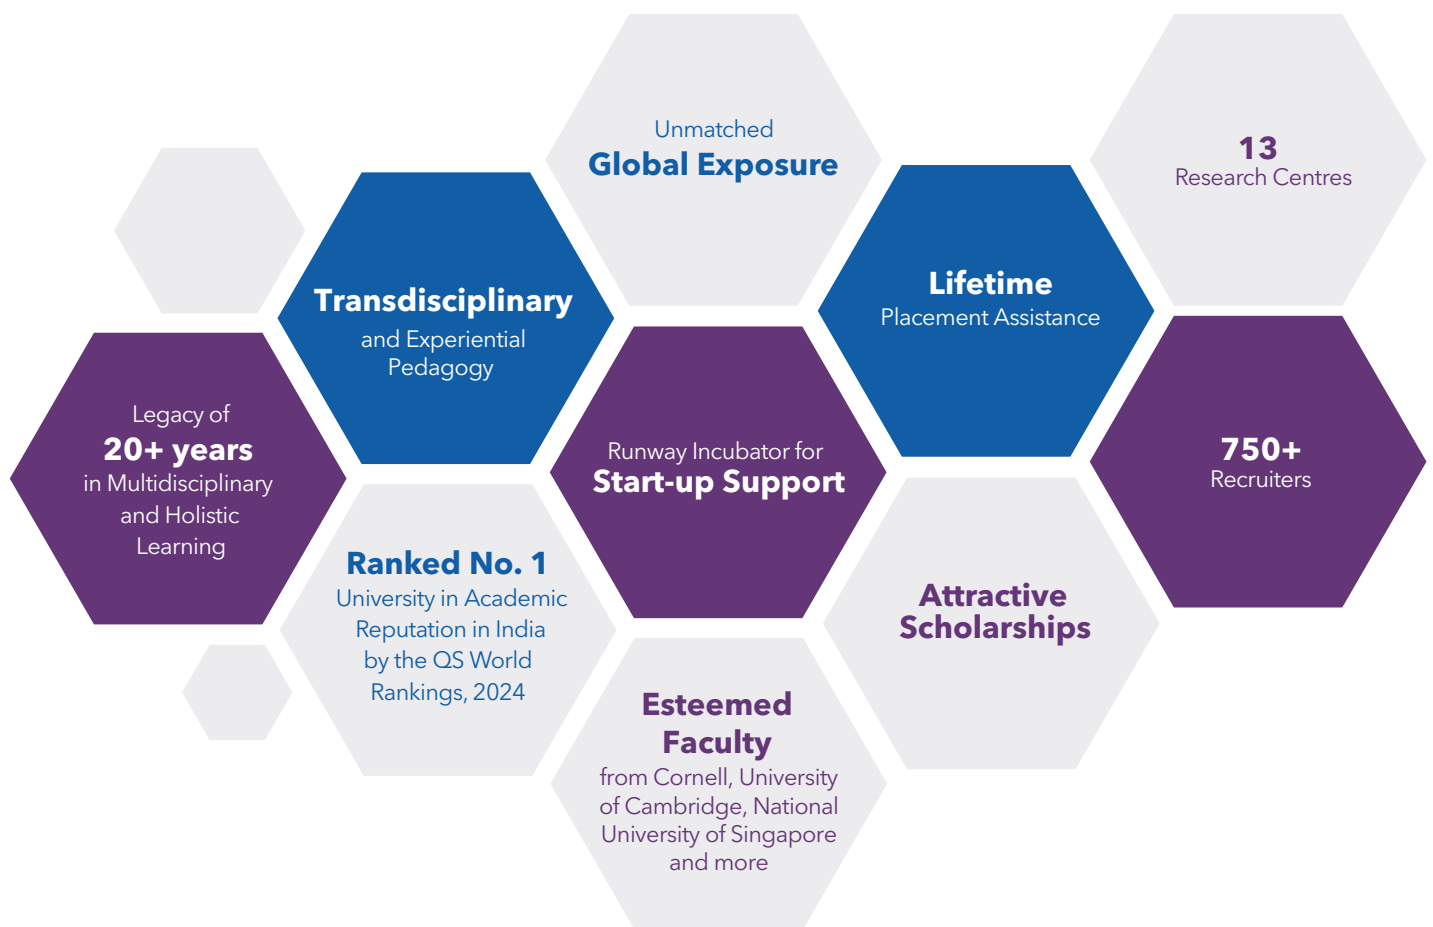 Unmatched
Global Exposure
13
Research Centres
Transdisciplinary
and Experiential
Pedagogy
Lifetime
Placement Assistance
Legacy of
20+ years
in Multidisciplinary
and Holistic
Learning
Runway Incubator for
Start-up Support
750+
Recruiters
Ranked No. 1
University in Academic
Reputation in India
by the QS World
Rankings, 2024
Attractive
Scholarships
Esteemed
Faculty
from Cornell, University
of Cambridge, National
University of Singapore
and more